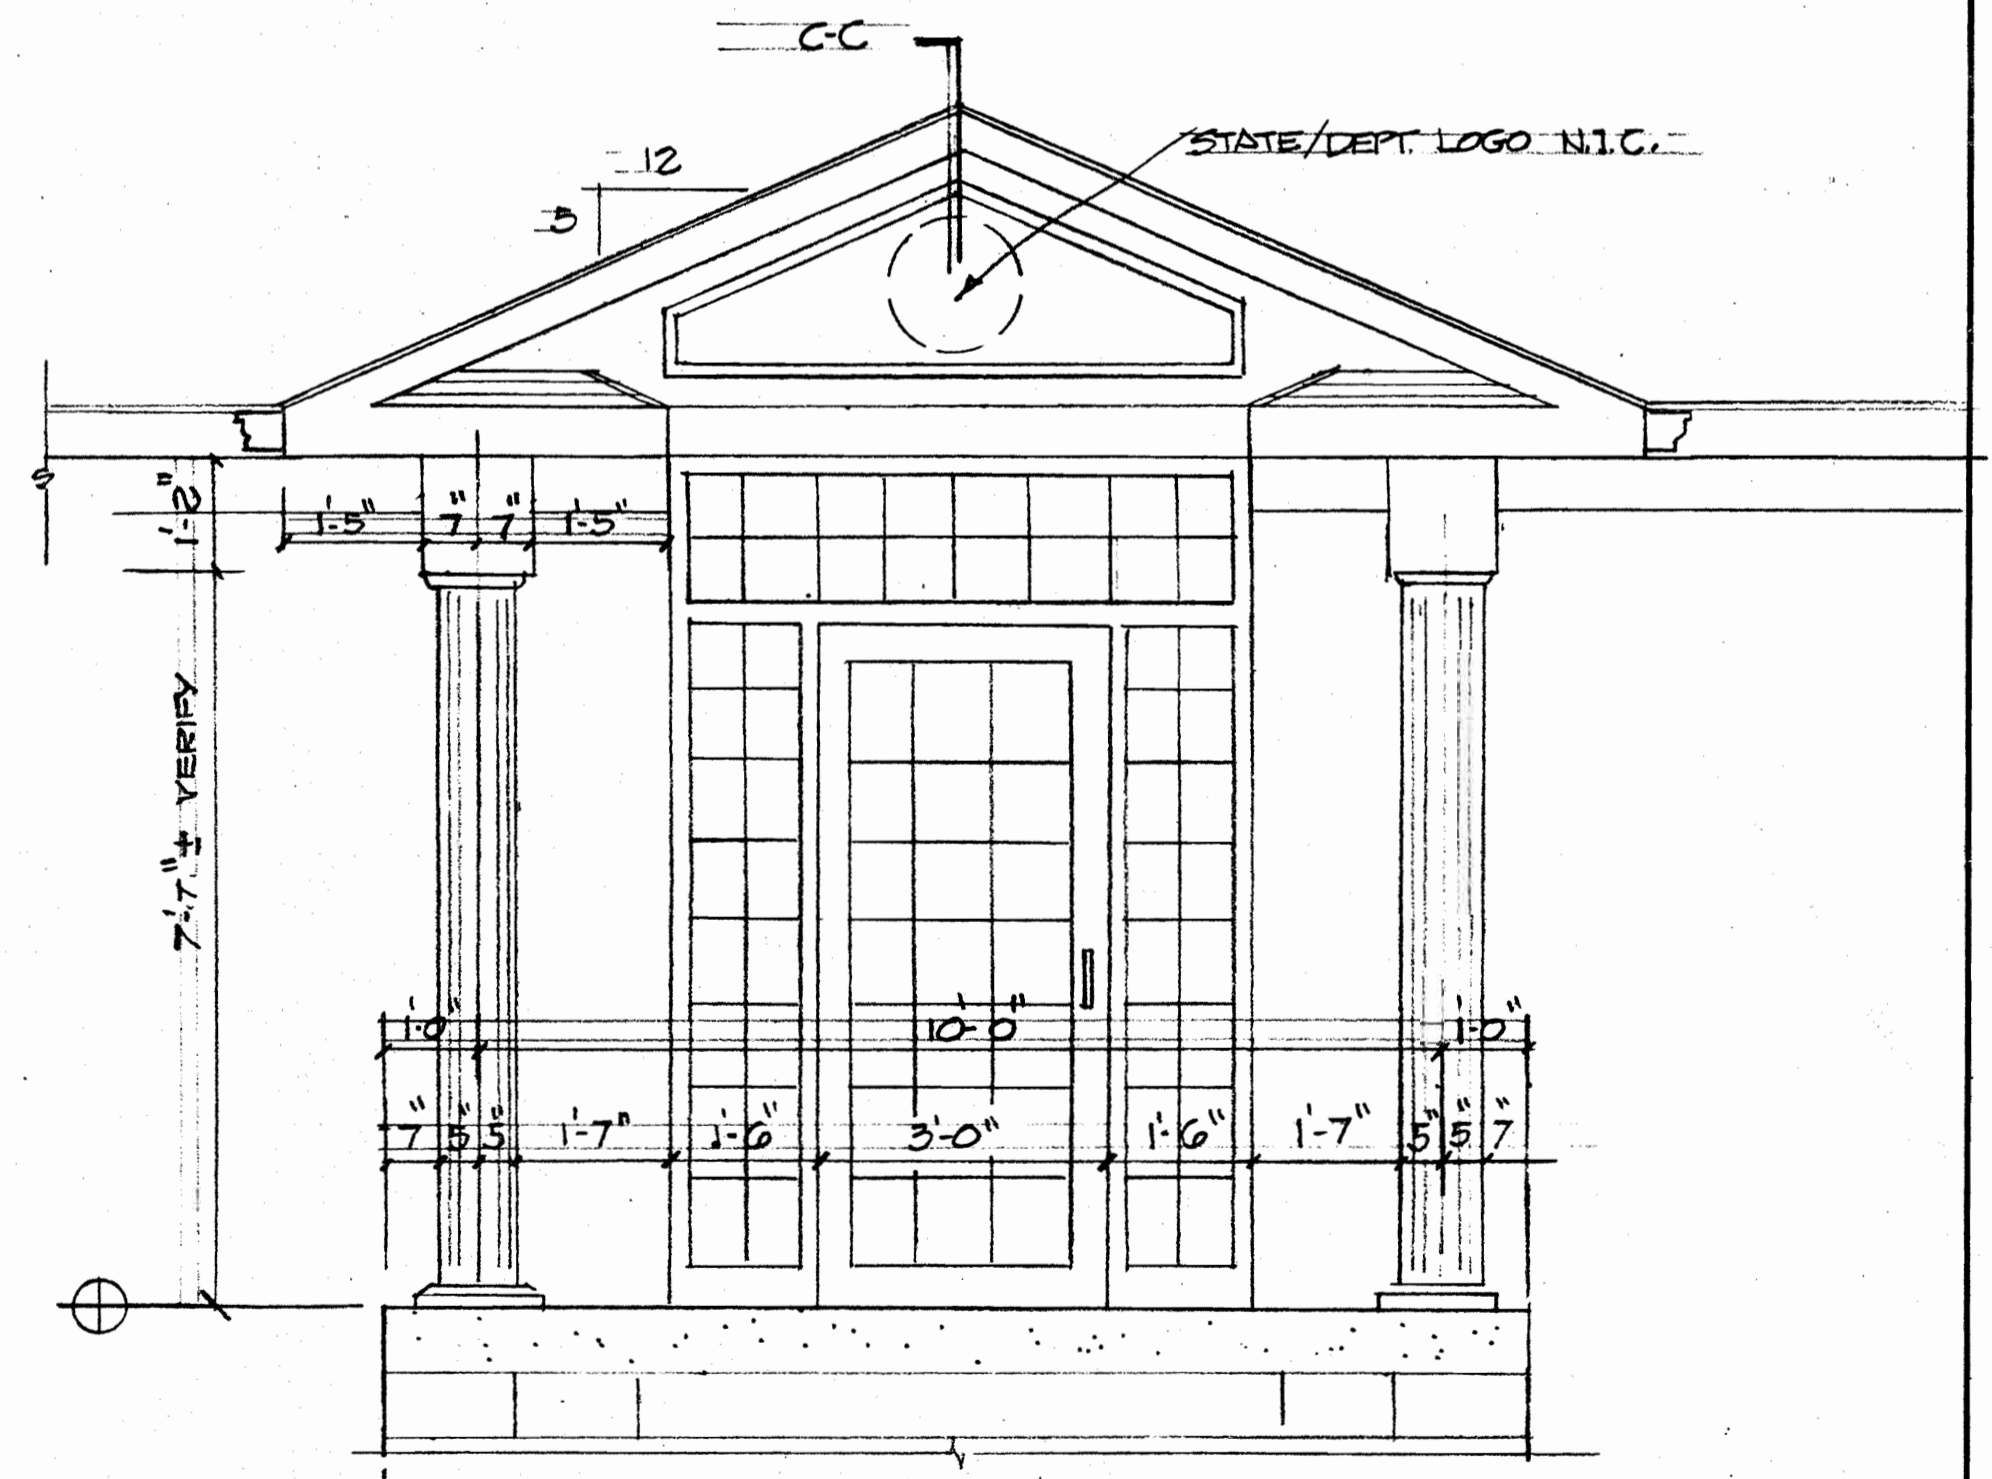 C-C
STATE/DEPT. LOGO N.I.C.
12
5
1'-2"
1'-5" 7" 7" 1'-5"
7'-7" ± VERIFY
1'-0" 10'-0" 1'-0"
7" 5" 5" 1'-7" 1'-6" 3'-0" 1'-6" 1'-7" 5" 5" 7"